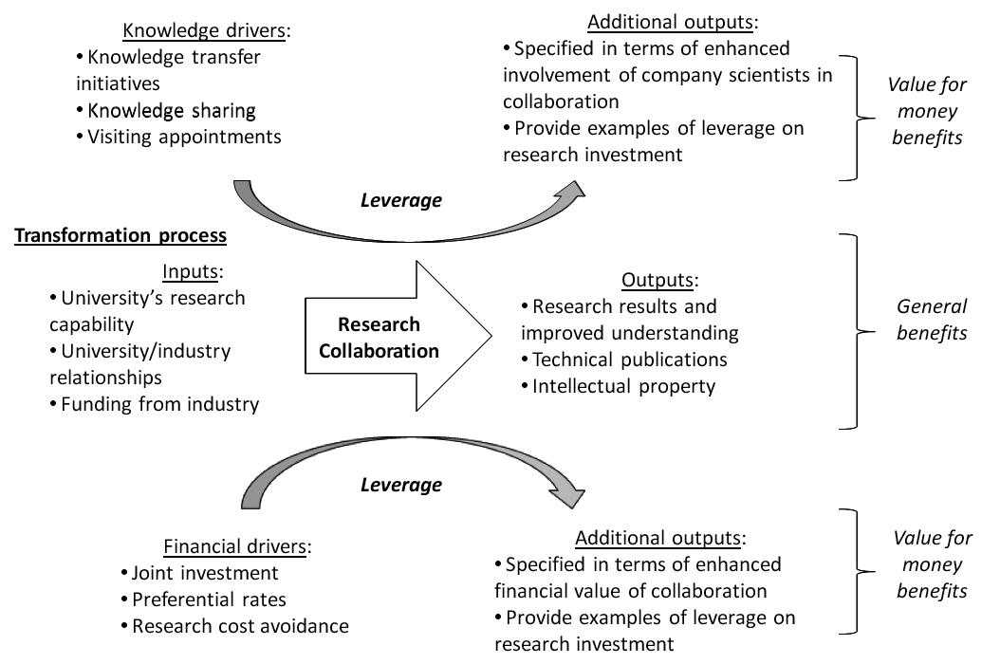 Knowledge drivers:
• Knowledge transfer
initiatives
• Knowledge sharing
• Visiting appointments
Additional outputs:
• Specified in terms of enhanced
involvement of company scientists in
collaboration
• Provide examples of leverage on
research investment
Value for
money
benefits
Leverage
Transformation process
Inputs:
• University’s research
capability
• University/industry
relationships
• Funding from industry
Research
Collaboration
Outputs:
• Research results and
improved understanding
• Technical publications
• Intellectual property
General
benefits
Leverage
Financial drivers:
• Joint investment
• Preferential rates
• Research cost avoidance
Additional outputs:
• Specified in terms of enhanced
financial value of collaboration
• Provide examples of leverage on
research investment
Value for
money
benefits